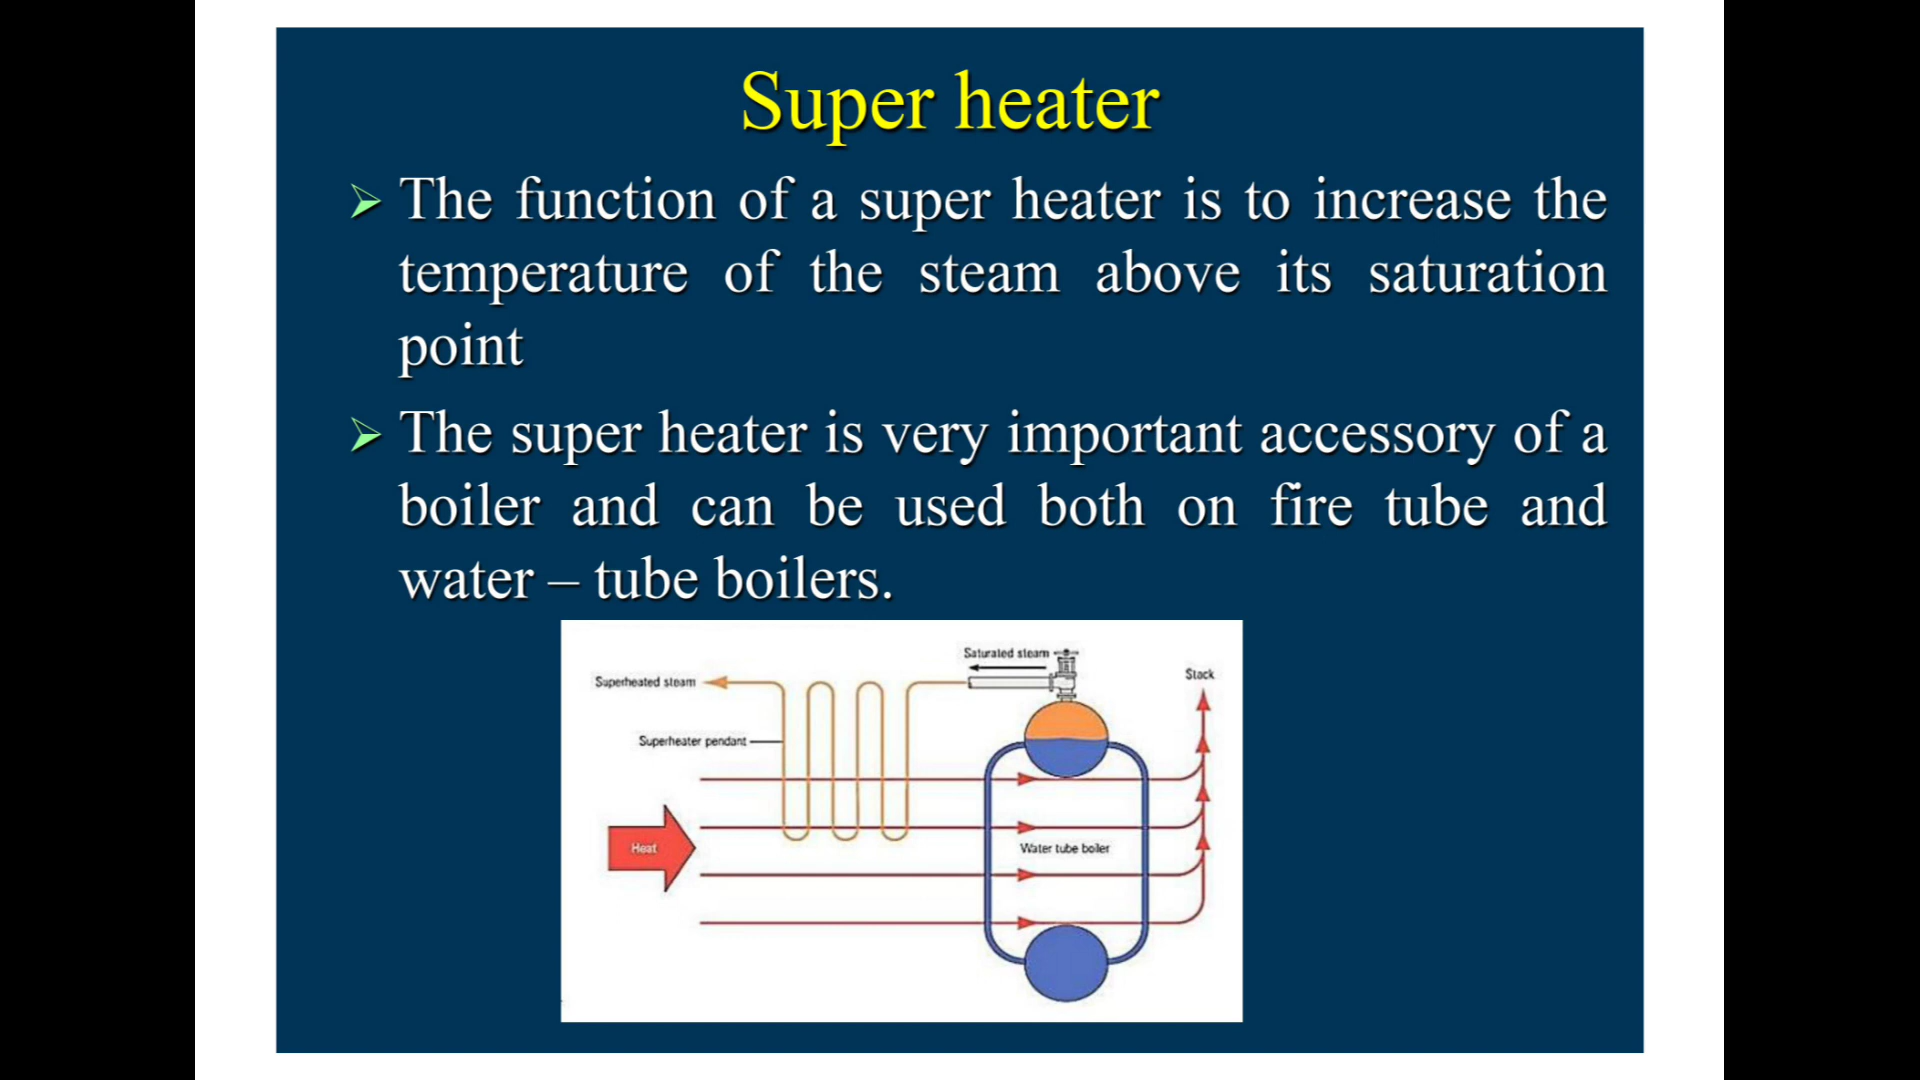 Super heater
➢ The function of a super heater is to increase the
temperature of the steam above its saturation
point
➢ The super heater is very important accessory of a
boiler and can be used both on fire tube and
water – tube boilers.
Saturated steam
Superheated steam
Stack
Superheater pendant
Heat
Water tube boiler